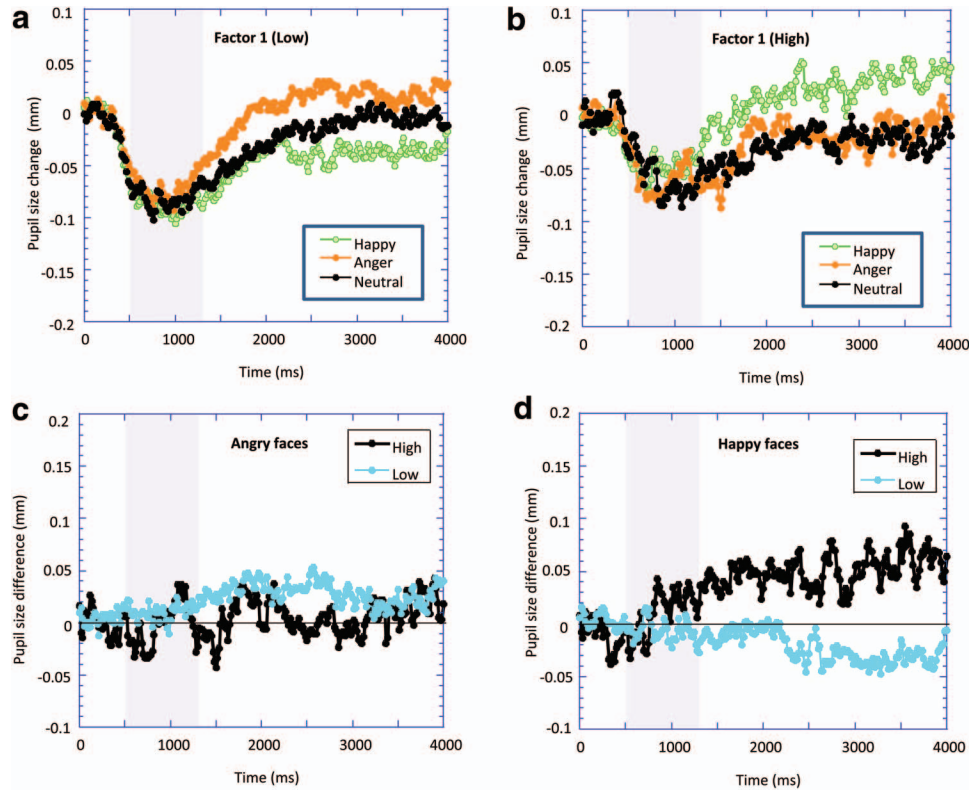 a
Factor 1 (Low)
Pupil size change (mm)
0.1
0.05
0
-0.05
-0.1
-0.15
-0.2
Happy
Anger
Neutral
0
1000
2000
3000
4000
Time (ms)
b
Factor 1 (High)
Pupil size change (mm)
0.1
0.05
0
-0.05
-0.1
-0.15
-0.2
Happy
Anger
Neutral
0
1000
2000
3000
4000
Time (ms)
c
Angry faces
Pupil size difference (mm)
0.2
0.15
0.1
0.05
0
-0.05
-0.1
High
Low
0
1000
2000
3000
4000
Time (ms)
d
Happy faces
Pupil size difference (mm)
0.2
0.15
0.1
0.05
0
-0.05
-0.1
High
Low
0
1000
2000
3000
4000
Time (ms)